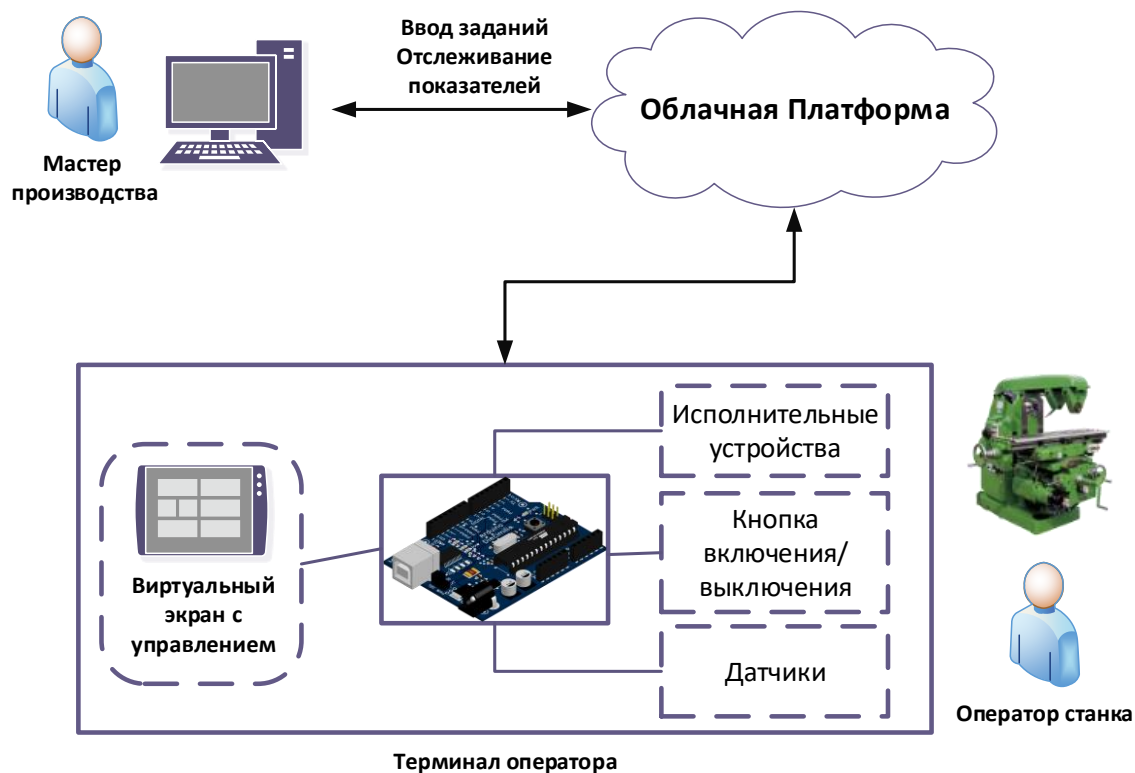 Ввод заданий
Отслеживание
показателей
Облачная Платформа
Мастер
производства
Исполнительные
устройства
Кнопка
включения/
выключения
Виртуальный
экран с
управлением
Датчики
Оператор станка
Терминал оператора